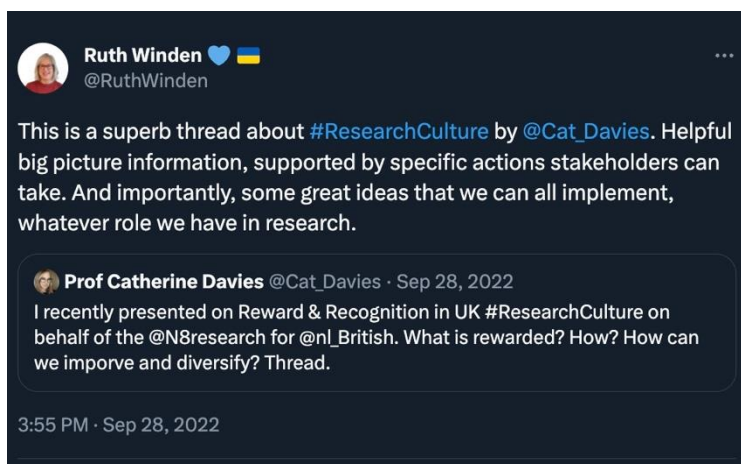 Ruth Winden 💙 🇺🇦
@RuthWinden
This is a superb thread about #ResearchCulture by @Cat_Davies. Helpful
big picture information, supported by specific actions stakeholders can
take. And importantly, some great ideas that we can all implement,
whatever role we have in research.
Prof Catherine Davies @Cat_Davies · Sep 28, 2022
I recently presented on Reward & Recognition in UK #ResearchCulture on
behalf of the @N8research for @nl_British. What is rewarded? How? How can
we imporve and diversify? Thread.
3:55 PM · Sep 28, 2022